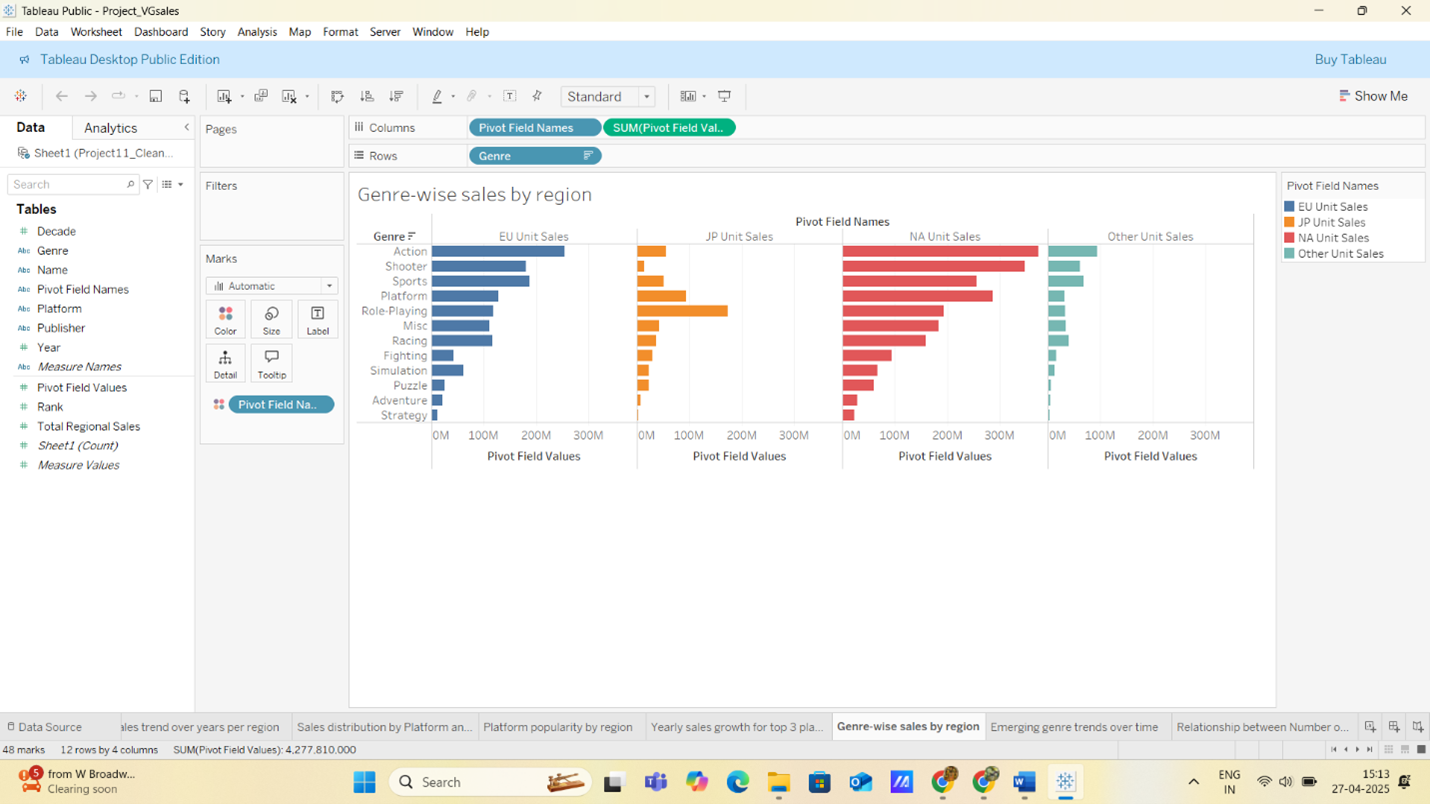 Tableau Public - Project_VGsales
File Data Worksheet Dashboard Story Analysis Map Format Server Window Help
Tableau Desktop Public Edition Buy Tableau
Standard Show Me
Data Analytics
Sheet1 (Project11_Clean...
Search
Tables
Decade
Abc Genre
Abc Name
Abc Pivot Field Names
Abc Platform
Abc Publisher
Year
Abc Measure Names
Pivot Field Values
Rank
Total Regional Sales
Sheet1 (Count)
Measure Values
Pages
Filters
Marks
Automatic
Color Size Label
Detail Tooltip
Pivot Field Na..
Columns Pivot Field Names SUM(Pivot Field Val..
Rows Genre
Genre-wise sales by region
Pivot Field Names
Genre EU Unit Sales JP Unit Sales NA Unit Sales Other Unit Sales
Action
Shooter
Sports
Platform
Role-Playing
Misc
Racing
Fighting
Simulation
Puzzle
Adventure
Strategy
0M 100M 200M 300M 0M 100M 200M 300M 0M 100M 200M 300M 0M 100M 200M 300M
Pivot Field Values Pivot Field Values Pivot Field Values Pivot Field Values
Pivot Field Names
EU Unit Sales
JP Unit Sales
NA Unit Sales
Other Unit Sales
Data Source ales trend over years per region Sales distribution by Platform an... Platform popularity by region Yearly sales growth for top 3 pla... Genre-wise sales by region Emerging genre trends over time Relationship between Number o...
48 marks 12 rows by 4 columns SUM(Pivot Field Values): 4,277,810,000
5 from W Broadw...
Clearing soon
Search
ENG
IN
15:13
27-04-2025